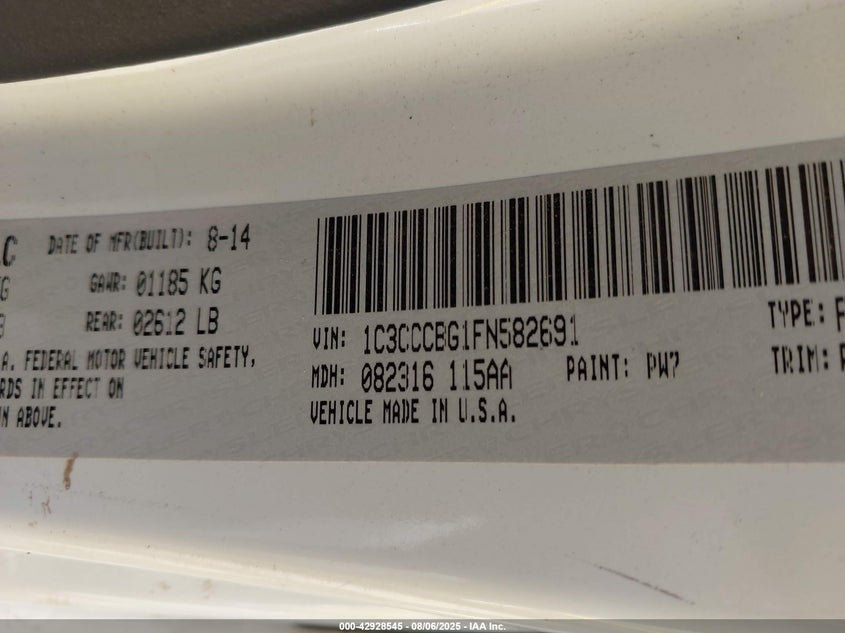 LC DATE OF MFR(BUILT): 8-14
G GAWR: 01185 KG
B REAR: 02612 LB
.A. FEDERAL MOTOR VEHICLE SAFETY,
RDS IN EFFECT ON
N ABOVE.
VIN: 1C3CCCBG1FN582691 TYPE: P
MDH: 082316 115AA PAINT: PW7 TRIM:
VEHICLE MADE IN U.S.A.
000-42928545 - 08/06/2025 - IAA Inc.